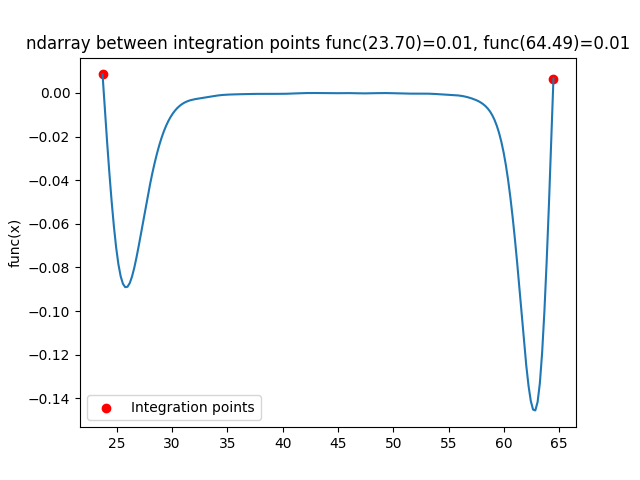 ndarray between integration points func(23.70)=0.01, func(64.49)=0.01
func(x)
0.00
−0.02
−0.04
−0.06
−0.08
−0.10
−0.12
−0.14
Integration points
25 30 35 40 45 50 55 60 65